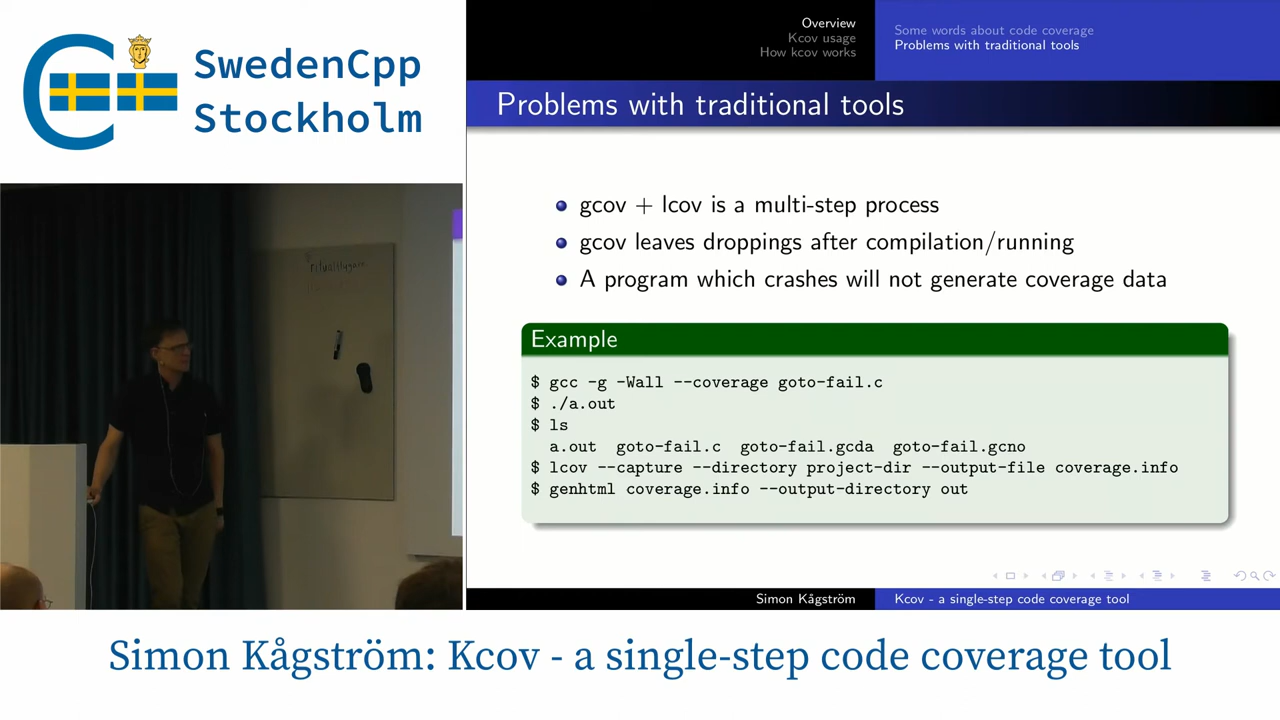 SwedenCpp
Stockholm
Overview
Kcov usage
How kcov works
Some words about code coverage
Problems with traditional tools
Problems with traditional tools
gcov + lcov is a multi-step process
gcov leaves droppings after compilation/running
A program which crashes will not generate coverage data
Example
$ gcc -g -Wall --coverage goto-fail.c
$ ./a.out
$ ls
a.out goto-fail.c goto-fail.gcda goto-fail.gcno
$ lcov --capture --directory project-dir --output-file coverage.info
$ genhtml coverage.info --output-directory out
Simon Kågström
Kcov - a single-step code coverage tool
Simon Kågström: Kcov - a single-step code coverage tool